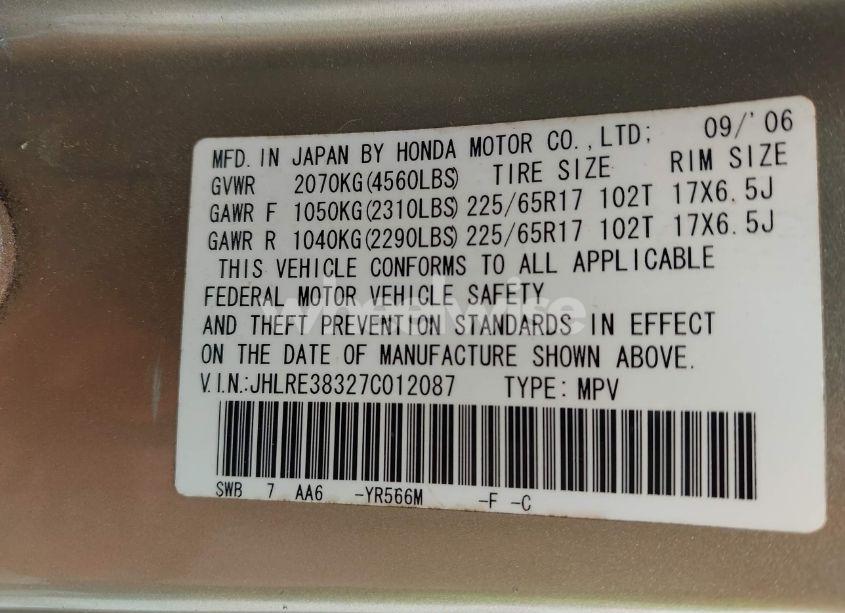 MFD. IN JAPAN BY HONDA MOTOR CO.,LTD; 09/'06
GVWR 2070KG(4560LBS) TIRE SIZE RIM SIZE
GAWR F 1050KG(2310LBS) 225/65R17 102T 17X6.5J
GAWR R 1040KG(2290LBS) 225/65R17 102T 17X6.5J
THIS VEHICLE CONFORMS TO ALL APPLICABLE
FEDERAL MOTOR VEHICLE SAFETY
wheelwise
AND THEFT PREVENTION STANDARDS IN EFFECT
ON THE DATE OF MANUFACTURE SHOWN ABOVE.
V.I.N.:JHLRE38327C012087 TYPE: MPV
SWB 7 AA6 -YR566M -F -C